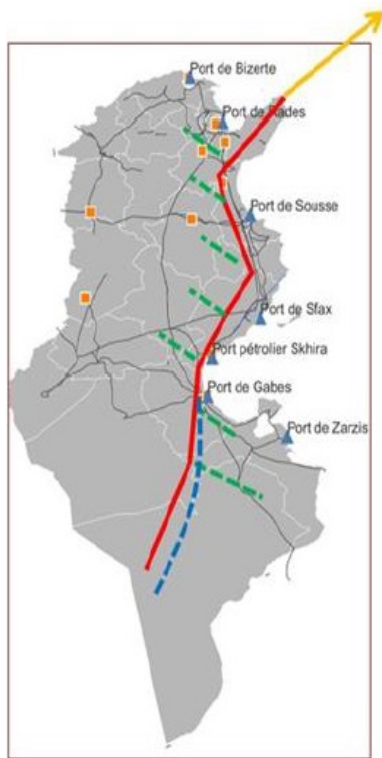 Port de Bizerte
Port de Rades
Port de Sousse
Port de Sfax
Port pétrolier Skhira
Port de Gabes
Port de Zarzis